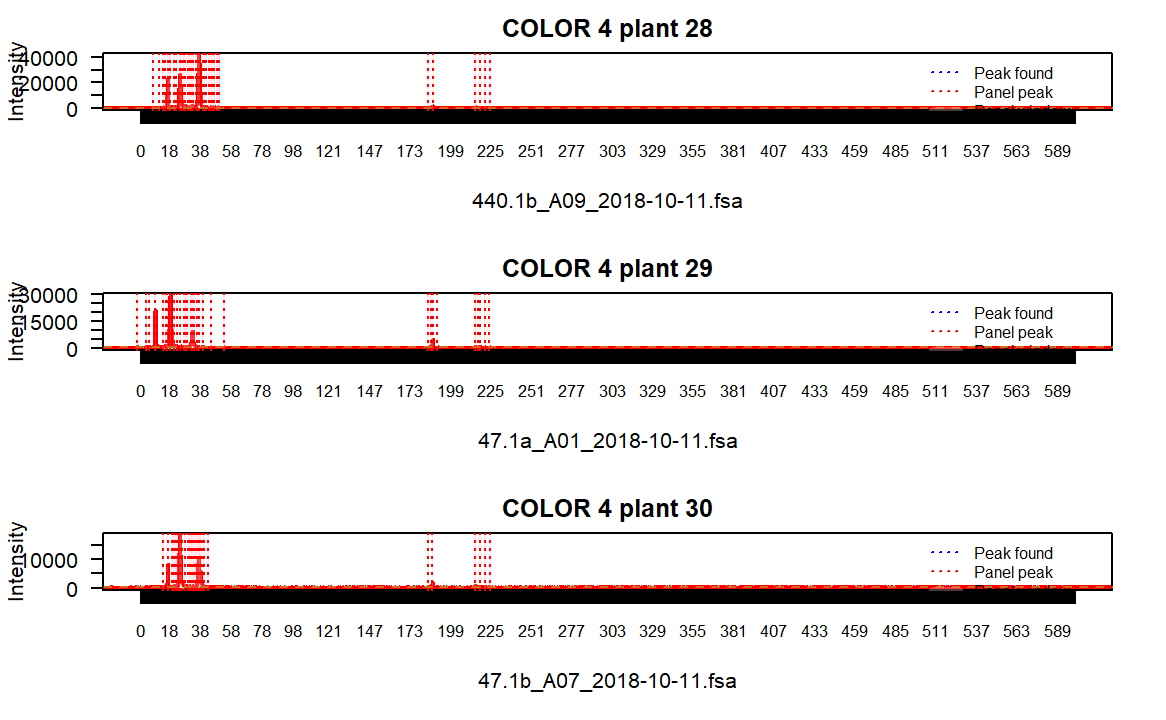 COLOR 4 plant 28
Intensity
40000
20000
0
Peak found
Panel peak
0 18 38 58 78 98 121 147 173 199 225 251 277 303 329 355 381 407 433 459 485 511 537 563 589
440.1b_A09_2018-10-11.fsa
COLOR 4 plant 29
Intensity
30000
15000
0
Peak found
Panel peak
0 18 38 58 78 98 121 147 173 199 225 251 277 303 329 355 381 407 433 459 485 511 537 563 589
47.1a_A01_2018-10-11.fsa
COLOR 4 plant 30
Intensity
10000
0
Peak found
Panel peak
0 18 38 58 78 98 121 147 173 199 225 251 277 303 329 355 381 407 433 459 485 511 537 563 589
47.1b_A07_2018-10-11.fsa